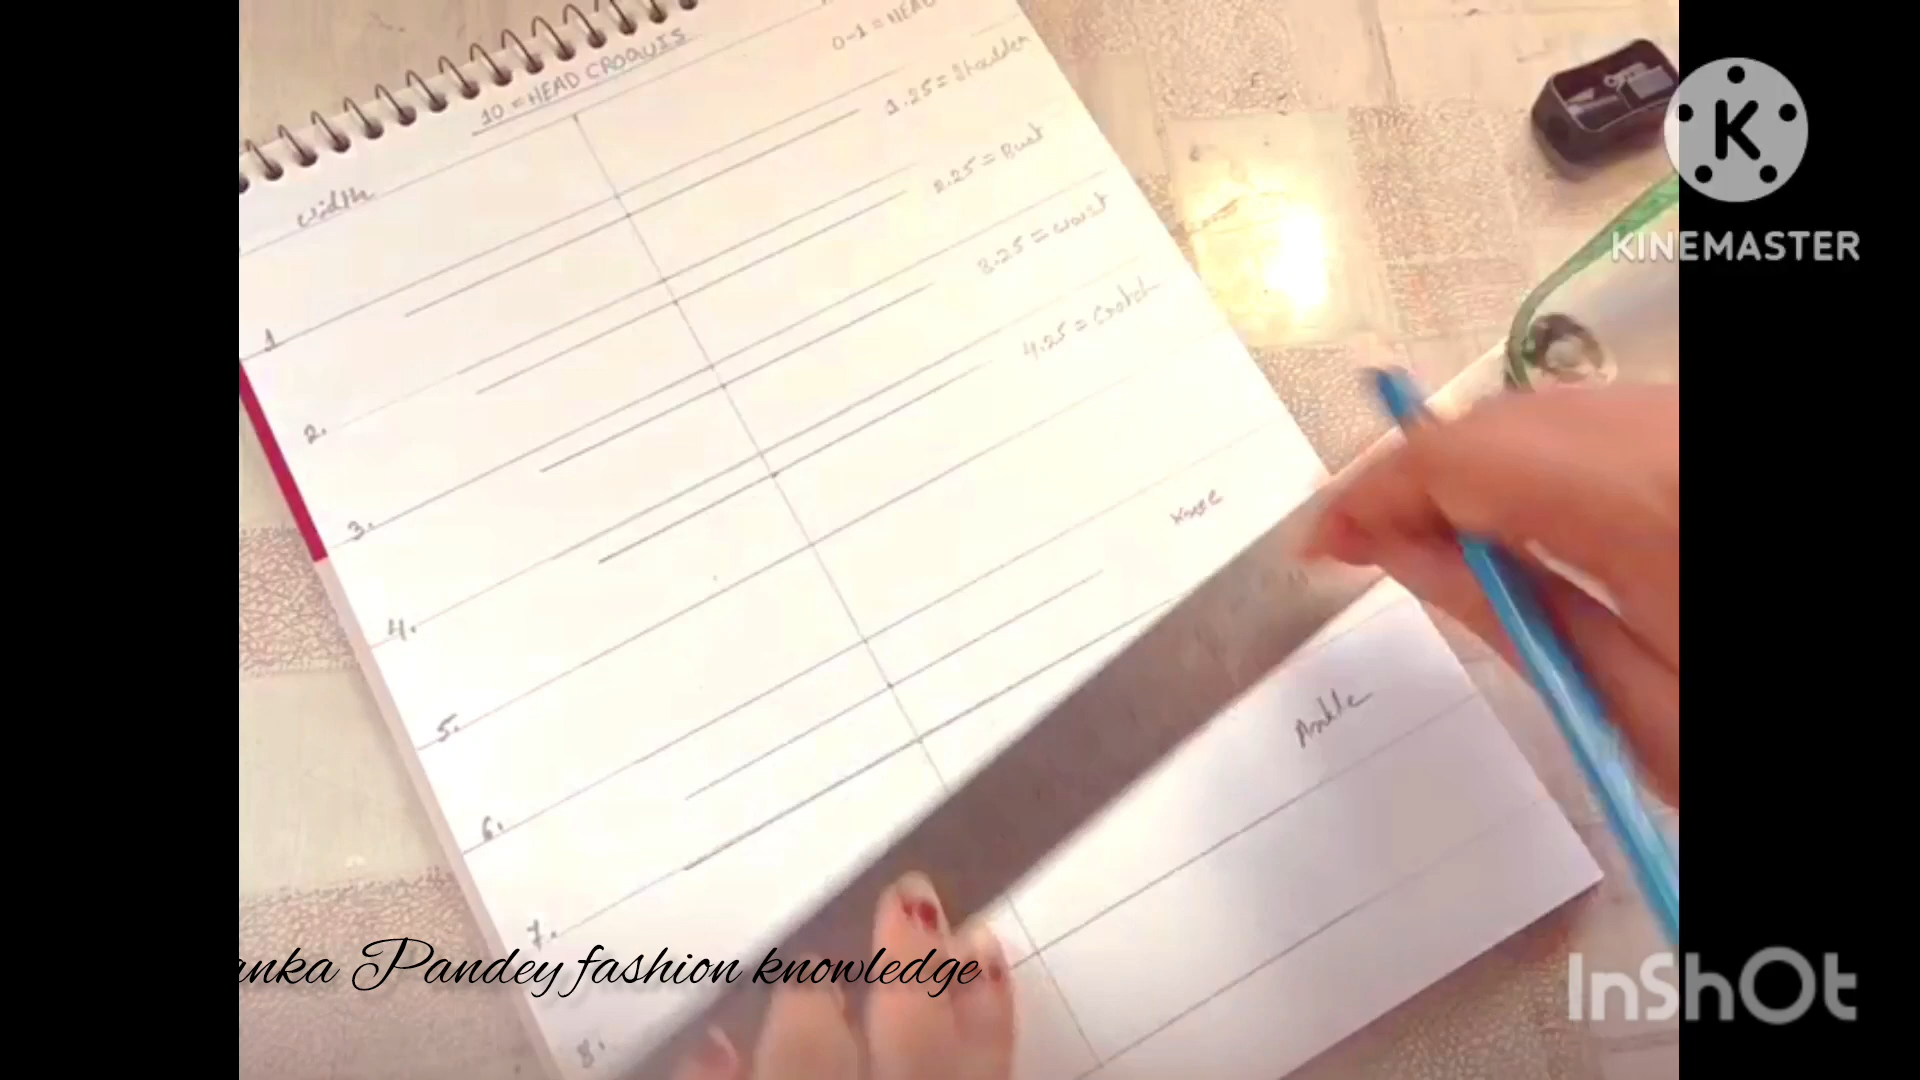 10 = HEAD CROQUIS
0-1 = HEAD
width
1.25 = Shoulder
1
2.25 = Bust
2.
3.25 = waist
3.
4.25 = Crotch
4.
5.
Knee
6.
7.
Ankle
8.
anka Pandey fashion knowledge
K
KINEMASTER
InShOt